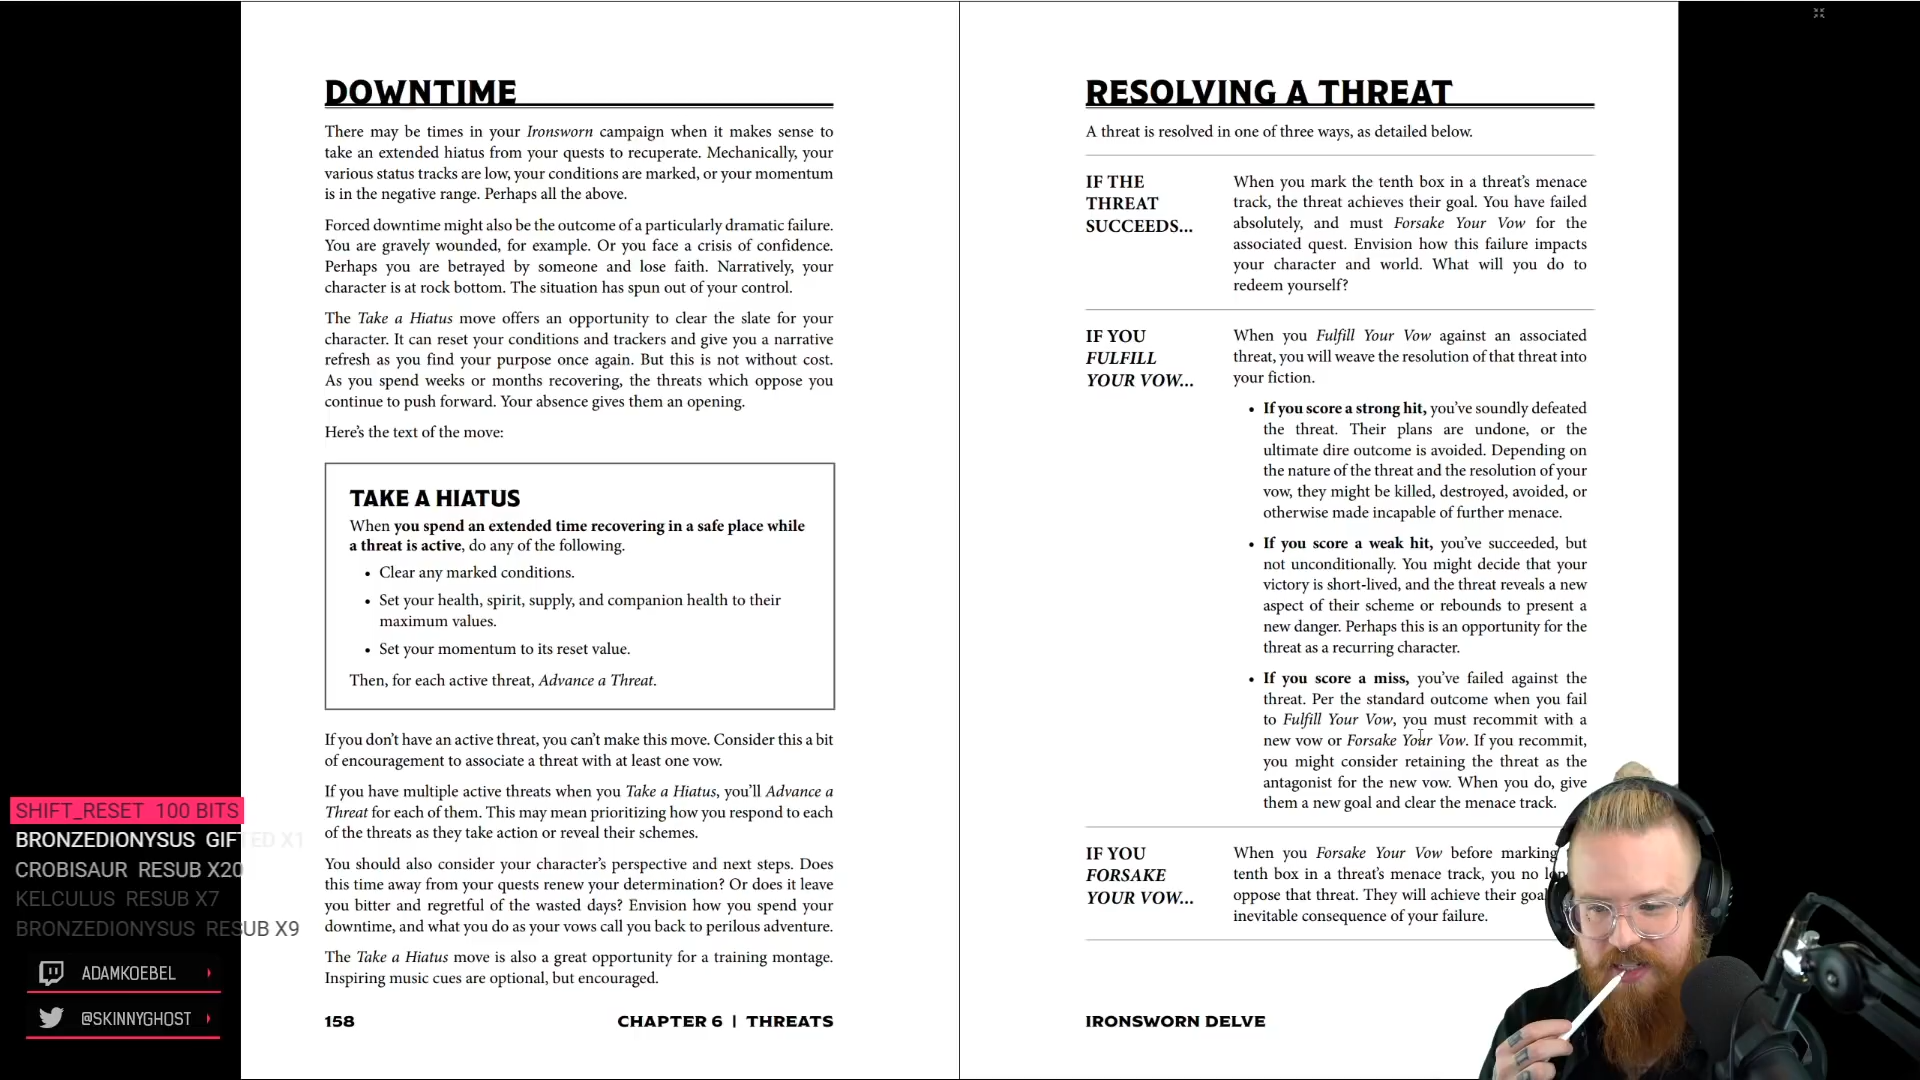 DOWNTIME
There may be times in your Ironsworn campaign when it makes sense to
take an extended hiatus from your quests to recuperate. Mechanically, your
various status tracks are low, your conditions are marked, or your momentum
is in the negative range. Perhaps all the above.
Forced downtime might also be the outcome of a particularly dramatic failure.
You are gravely wounded, for example. Or you face a crisis of confidence.
Perhaps you are betrayed by someone and lose faith. Narratively, your
character is at rock bottom. The situation has spun out of your control.
The Take a Hiatus move offers an opportunity to clear the slate for your
character. It can reset your conditions and trackers and give you a narrative
refresh as you find your purpose once again. But this is not without cost.
As you spend weeks or months recovering, the threats which oppose you
continue to push forward. Your absence gives them an opening.
Here's the text of the move:
TAKE A HIATUS
When you spend an extended time recovering in a safe place while
a threat is active, do any of the following.
• Clear any marked conditions.
• Set your health, spirit, supply, and companion health to their
maximum values.
• Set your momentum to its reset value.
Then, for each active threat, Advance a Threat.
If you don't have an active threat, you can't make this move. Consider this a bit
of encouragement to associate a threat with at least one vow.
If you have multiple active threats when you Take a Hiatus, you'll Advance a
Threat for each of them. This may mean prioritizing how you respond to each
of the threats as they take action or reveal their schemes.
You should also consider your character's perspective and next steps. Does
this time away from your quests renew your determination? Or does it leave
you bitter and regretful of the wasted days? Envision how you spend your
downtime, and what you do as your vows call you back to perilous adventure.
The Take a Hiatus move is also a great opportunity for a training montage.
Inspiring music cues are optional, but encouraged.
158
CHAPTER 6 | THREATS
RESOLVING A THREAT
A threat is resolved in one of three ways, as detailed below.
IF THE
THREAT
SUCCEEDS...
When you mark the tenth box in a threat's menace
track, the threat achieves their goal. You have failed
absolutely, and must Forsake Your Vow for the
associated quest. Envision how this failure impacts
your character and world. What will you do to
redeem yourself?
IF YOU
FULFILL
YOUR VOW...
When you Fulfill Your Vow against an associated
threat, you will weave the resolution of that threat into
your fiction.
• If you score a strong hit, you've soundly defeated
the threat. Their plans are undone, or the
ultimate dire outcome is avoided. Depending on
the nature of the threat and the resolution of your
vow, they might be killed, destroyed, avoided, or
otherwise made incapable of further menace.
• If you score a weak hit, you've succeeded, but
not unconditionally. You might decide that your
victory is short-lived, and the threat reveals a new
aspect of their scheme or rebounds to present a
new danger. Perhaps this is an opportunity for the
threat as a recurring character.
• If you score a miss, you've failed against the
threat. Per the standard outcome when you fail
to Fulfill Your Vow, you must recommit with a
new vow or Forsake Your Vow. If you recommit,
you might consider retaining the threat as the
antagonist for the new vow. When you do, give
them a new goal and clear the menace track.
IF YOU
FORSAKE
YOUR VOW...
When you Forsake Your Vow before marking
tenth box in a threat's menace track, you no
oppose that threat. They will achieve their
inevitable consequence of your failure.
IRONSWORN DELVE
SHIFT_RESET 100 BITS
BRONZEDIONYSUS GIFTED X1
CROBISAUR RESUB X20
KELCULUS RESUB X7
BRONZEDIONYSUS RESUB X9
ADAMKOEBEL
@SKINNYGHOST